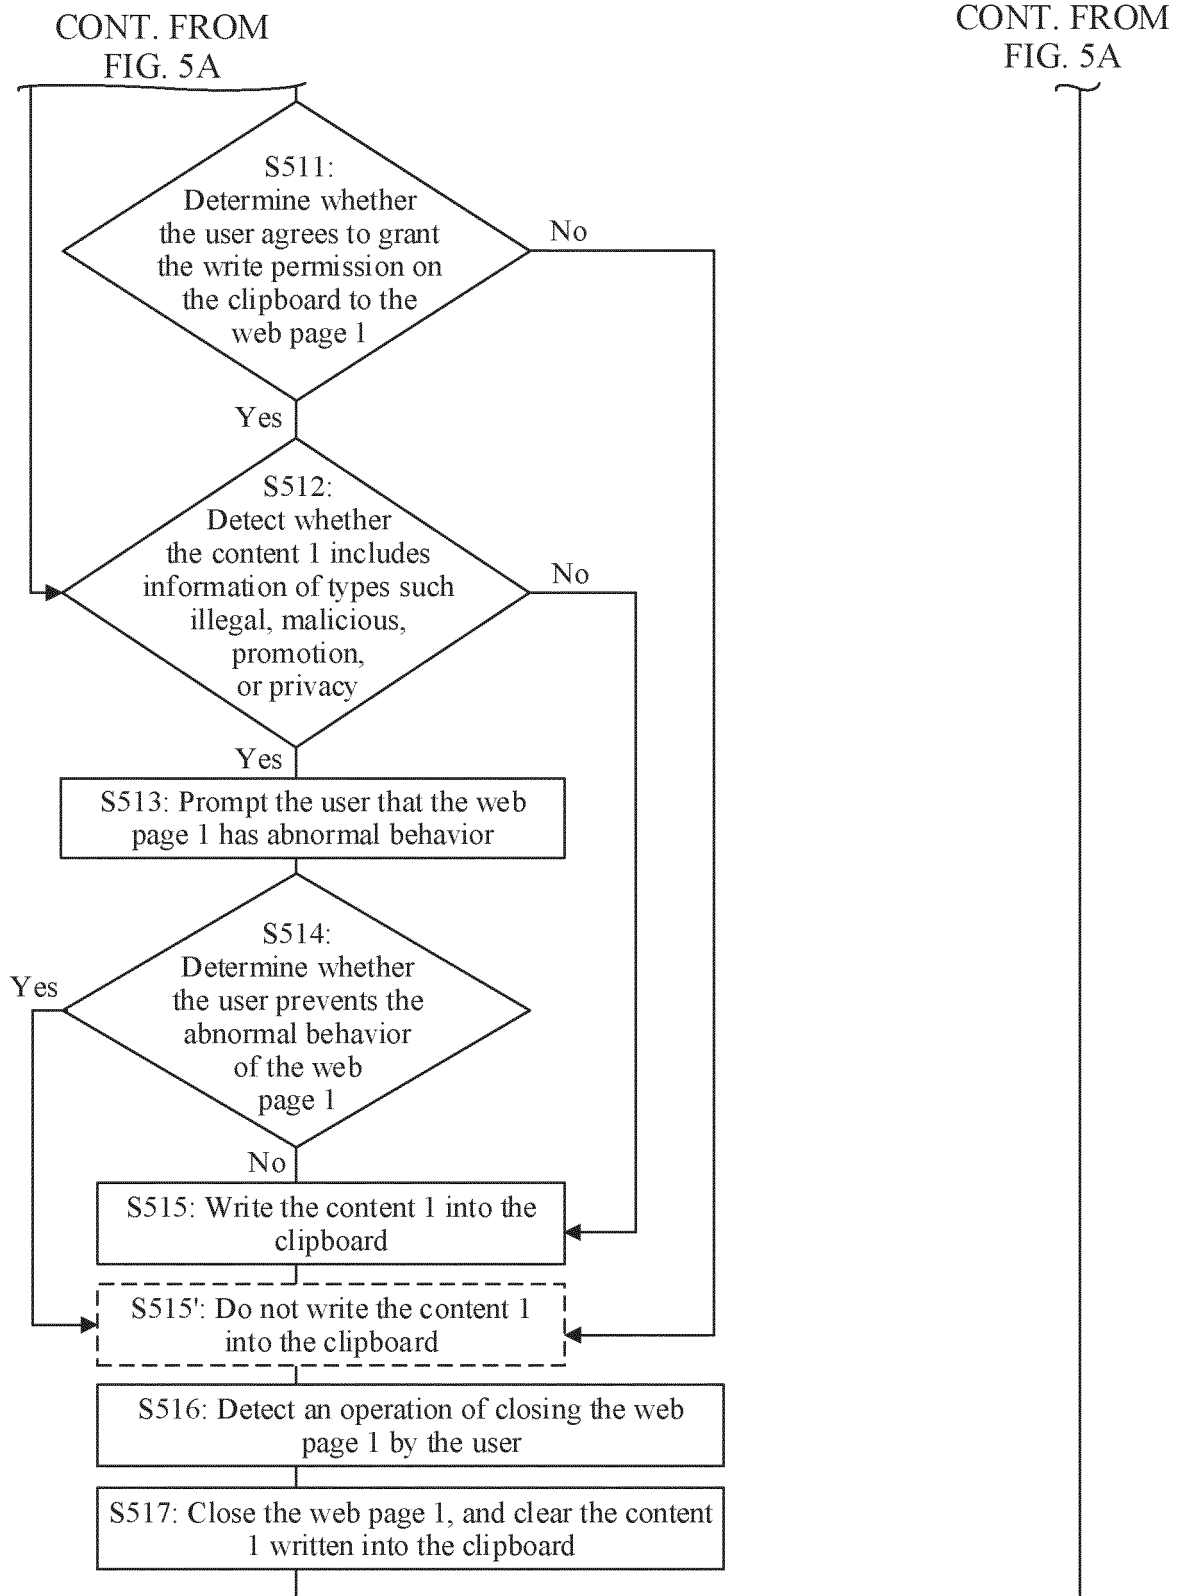 CONT. FROM
FIG. 5A
CONT. FROM
FIG. 5A
S511:
Determine whether
the user agrees to grant
the write permission on
the clipboard to the
web page 1
No
Yes
S512:
Detect whether
the content 1 includes
information of types such
illegal, malicious,
promotion,
or privacy
No
Yes
S513: Prompt the user that the web
page 1 has abnormal behavior
S514:
Determine whether
the user prevents the
abnormal behavior
of the web
page 1
Yes
No
S515: Write the content 1 into the
clipboard
S515': Do not write the content 1
into the clipboard
S516: Detect an operation of closing the web
page 1 by the user
S517: Close the web page 1, and clear the content
1 written into the clipboard